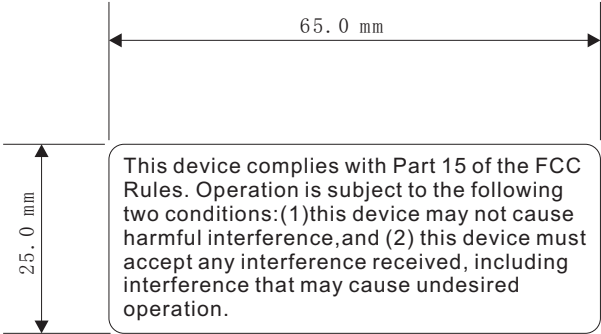 65.0 mm
25.0 mm
This device complies with Part 15 of the FCC
Rules. Operation is subject to the following
two conditions:(1)this device may not cause
harmful interference,and (2) this device must
accept any interference received, including
interference that may cause undesired
operation.